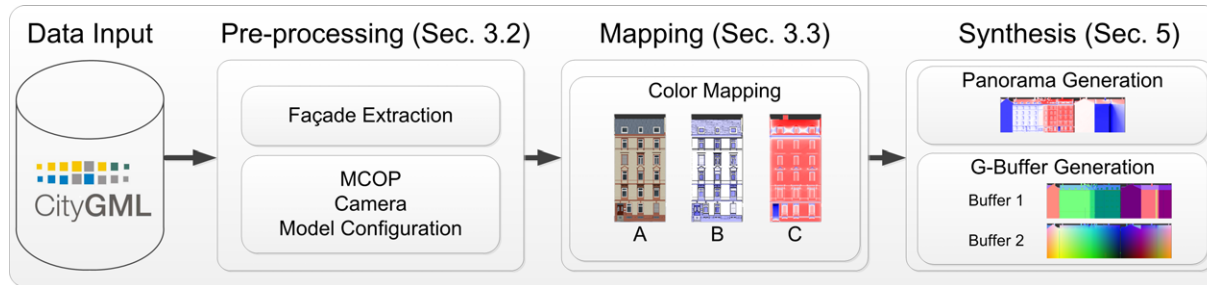 Data Input
CityGML
Pre-processing (Sec. 3.2)
Façade Extraction
MCOP
Camera
Model Configuration
Mapping (Sec. 3.3)
Color Mapping
A B C
Synthesis (Sec. 5)
Panorama Generation
G-Buffer Generation
Buffer 1
Buffer 2